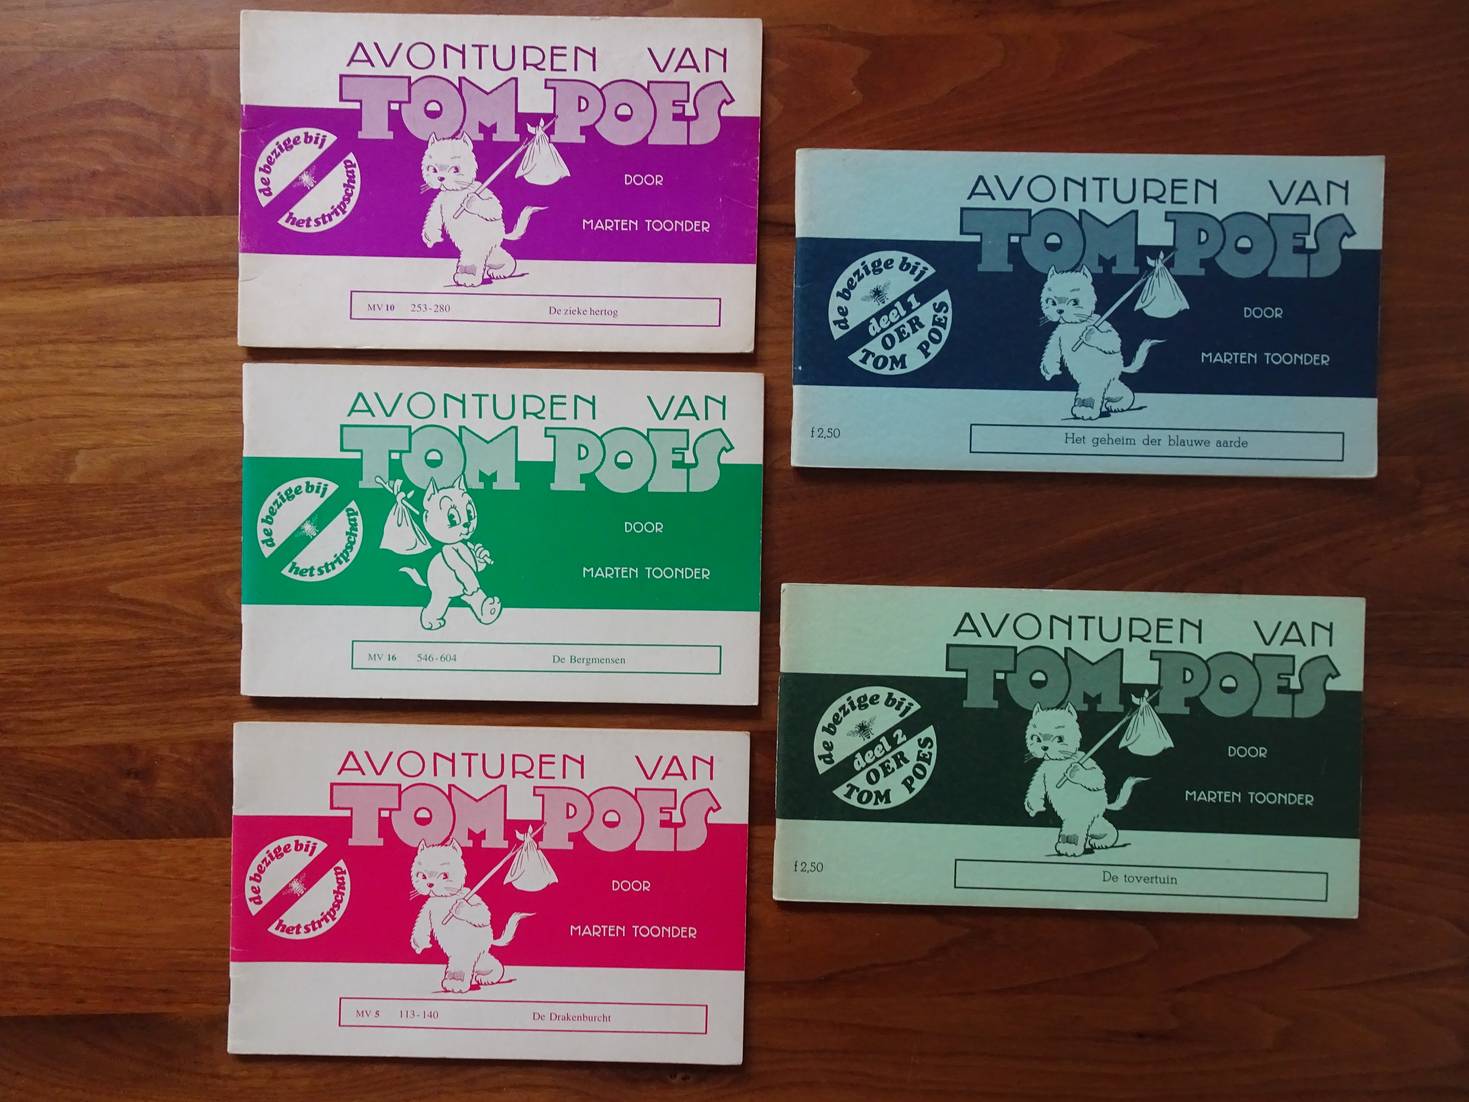 AVONTUREN VAN
TOM POES
de bezige bij
het stripschap
DOOR
MARTEN TOONDER
MV 10 253-280 De zieke hertog
AVONTUREN VAN
TOM POES
de bezige bij
het stripschap
DOOR
MARTEN TOONDER
MV 16 546-604 De Bergmensen
AVONTUREN VAN
TOM POES
de bezige bij
het stripschap
DOOR
MARTEN TOONDER
MV 5 113-140 De Drakenburcht
AVONTUREN VAN
TOM POES
de bezige bij
deel 1
OER
TOM POES
DOOR
MARTEN TOONDER
f 2,50
Het geheim der blauwe aarde
AVONTUREN VAN
TOM POES
de bezige bij
deel 2
OER
TOM POES
DOOR
MARTEN TOONDER
f 2,50
De tovertuin